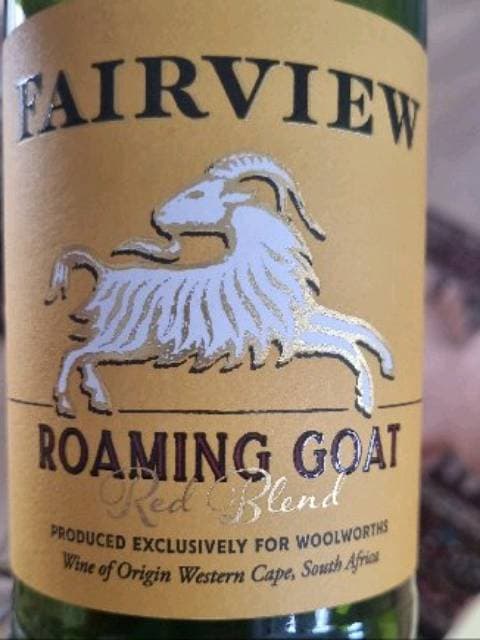 FAIRVIEW
ROAMING GOAT
Red Blend
PRODUCED EXCLUSIVELY FOR WOOLWORTHS
Wine of Origin Western Cape, South Africa